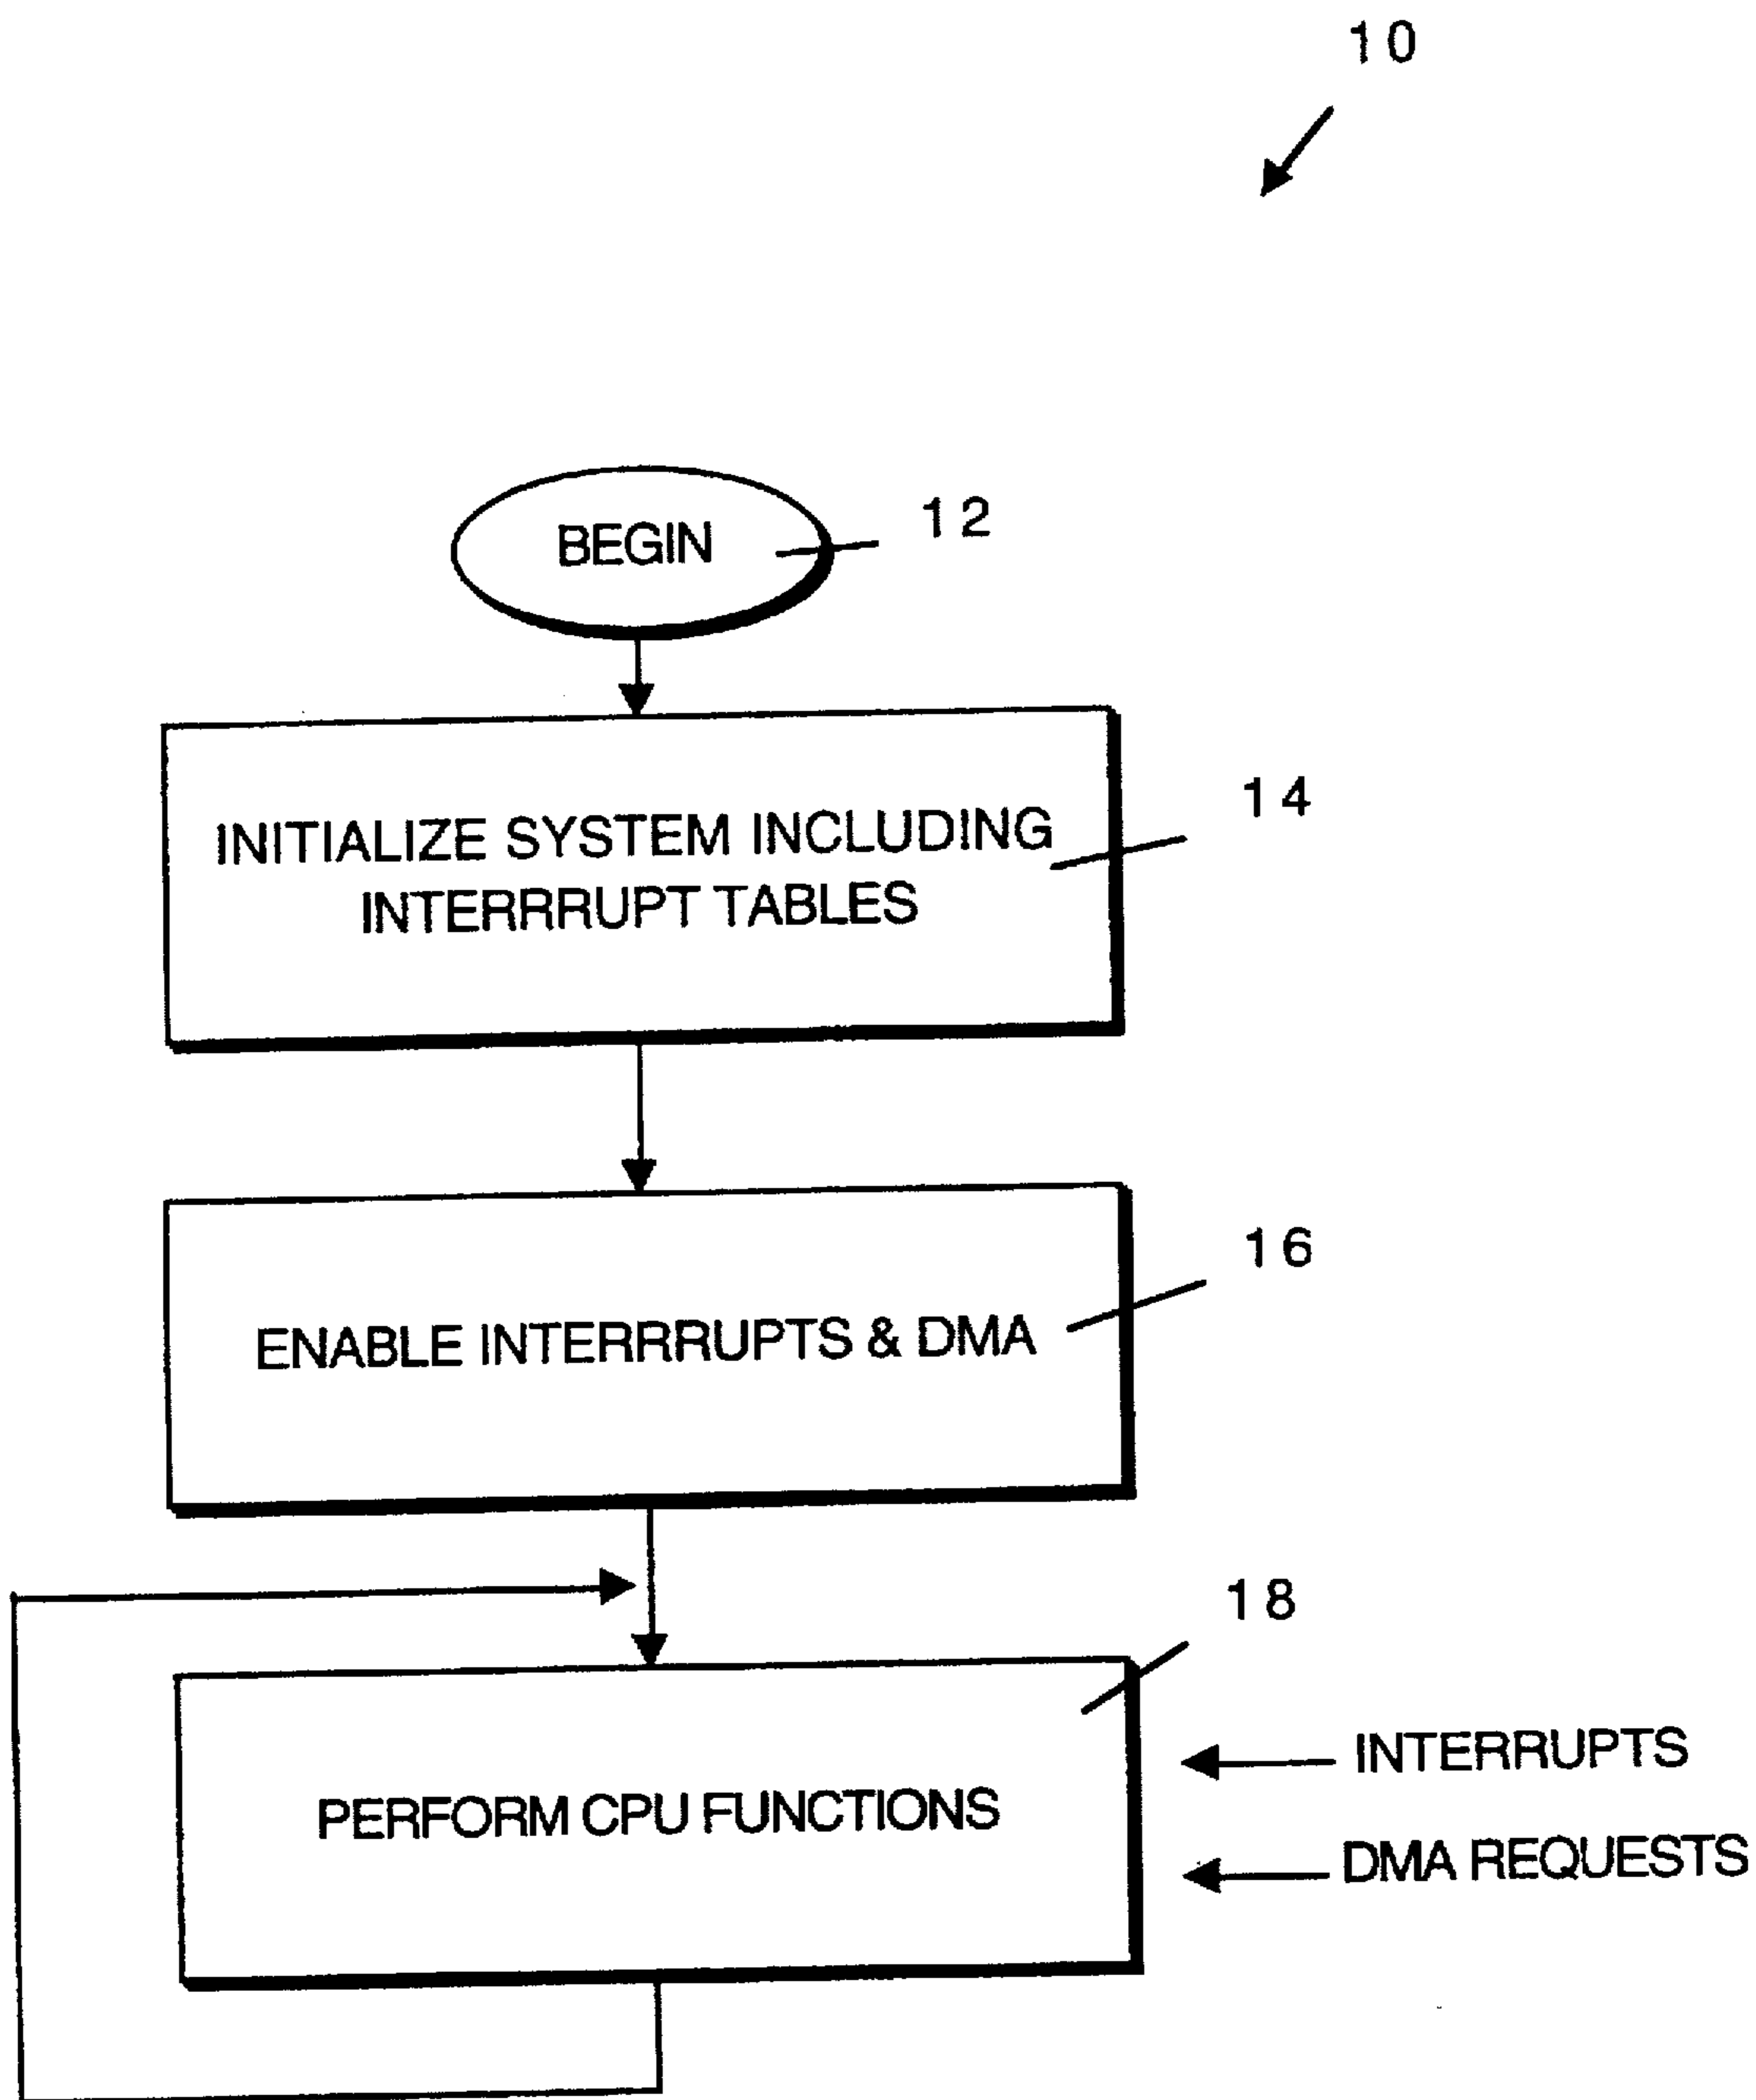 10
BEGIN
12
INITIALIZE SYSTEM INCLUDING
INTERRRUPT TABLES
14
ENABLE INTERRRUPTS & DMA
16
18
PERFORM CPU FUNCTIONS
INTERRUPTS
DMA REQUESTS